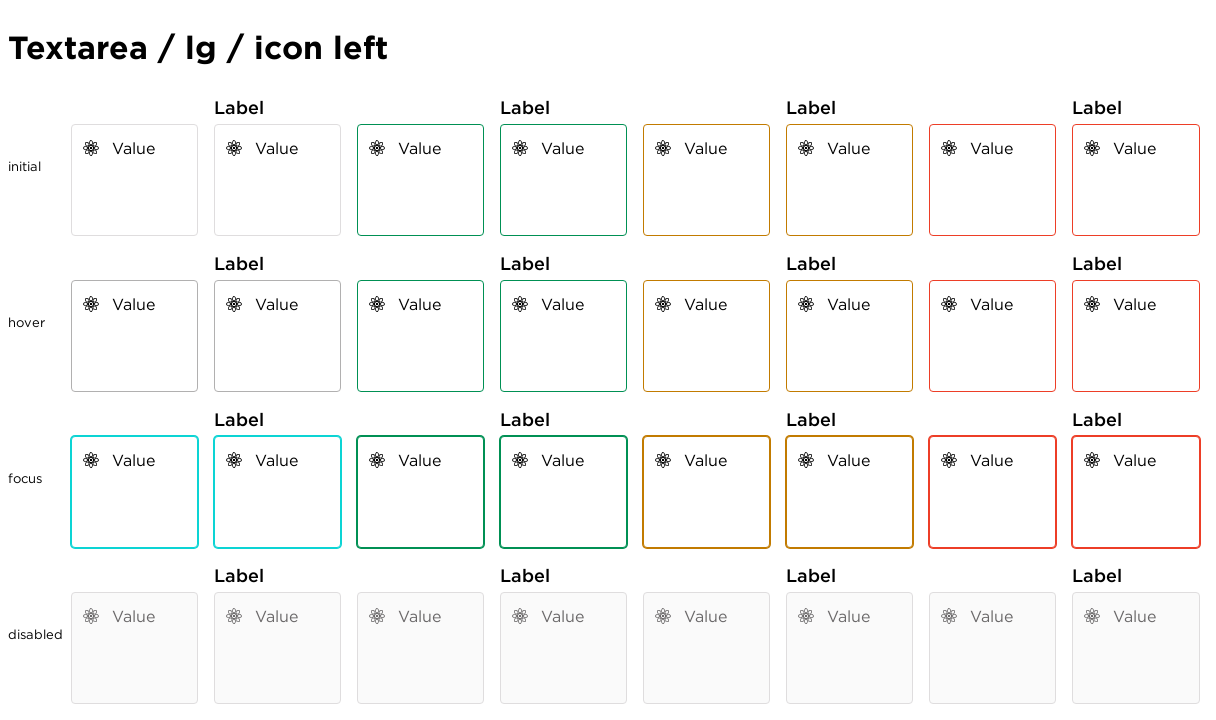 Textarea / lg / icon left
Label Label Label Label
initial Value Value Value Value Value Value Value Value
Label Label Label Label
hover Value Value Value Value Value Value Value Value
Label Label Label Label
focus Value Value Value Value Value Value Value Value
Label Label Label Label
disabled Value Value Value Value Value Value Value Value